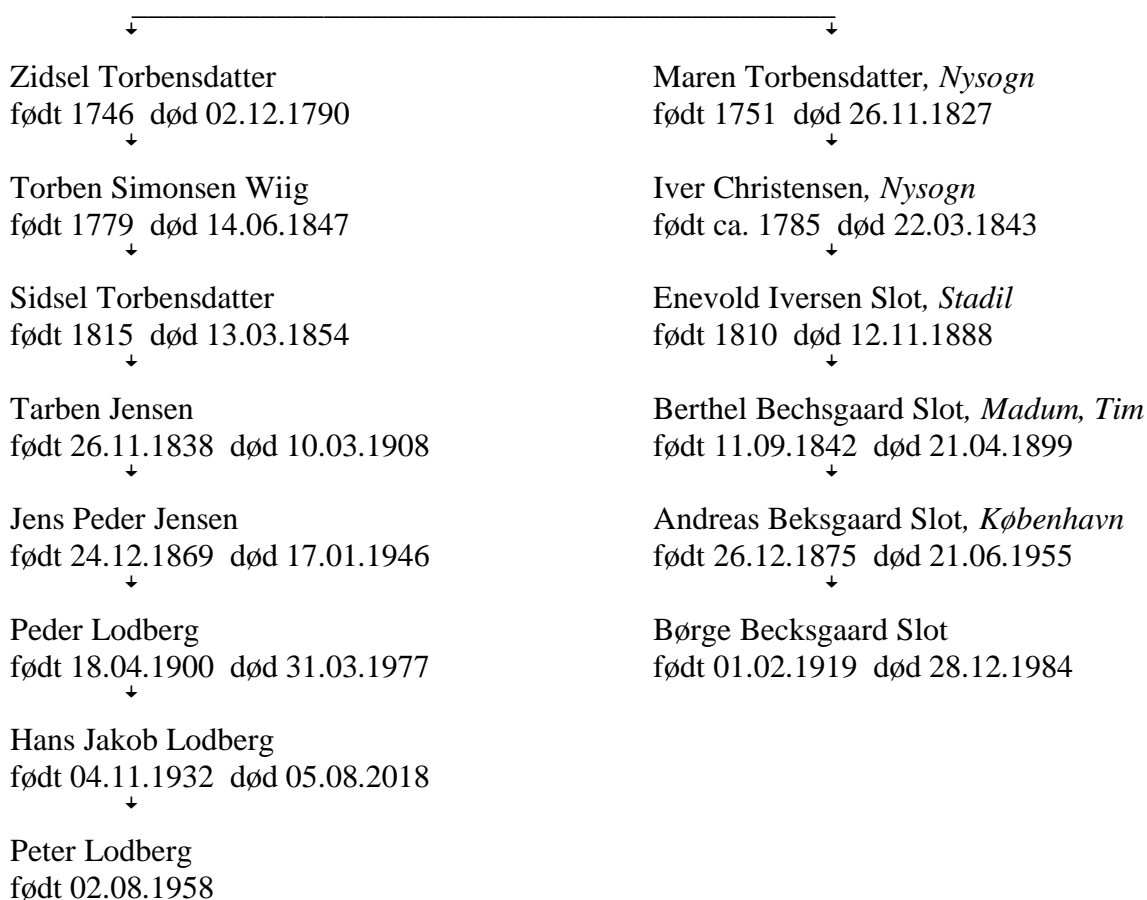 Zidsel Torbensdatter
født 1746 død 02.12.1790
Torben Simonsen Wiig
født 1779 død 14.06.1847
Sidsel Torbensdatter
født 1815 død 13.03.1854
Tarben Jensen
født 26.11.1838 død 10.03.1908
Jens Peder Jensen
født 24.12.1869 død 17.01.1946
Peder Lodberg
født 18.04.1900 død 31.03.1977
Hans Jakob Lodberg
født 04.11.1932 død 05.08.2018
Peter Lodberg
født 02.08.1958
Maren Torbensdatter, Nysogn
født 1751 død 26.11.1827
Iver Christensen, Nysogn
født ca. 1785 død 22.03.1843
Enevold Iversen Slot, Stadil
født 1810 død 12.11.1888
Berthel Bechsgaard Slot, Madum, Tim
født 11.09.1842 død 21.04.1899
Andreas Beksgaard Slot, København
født 26.12.1875 død 21.06.1955
Børge Becksgaard Slot
født 01.02.1919 død 28.12.1984